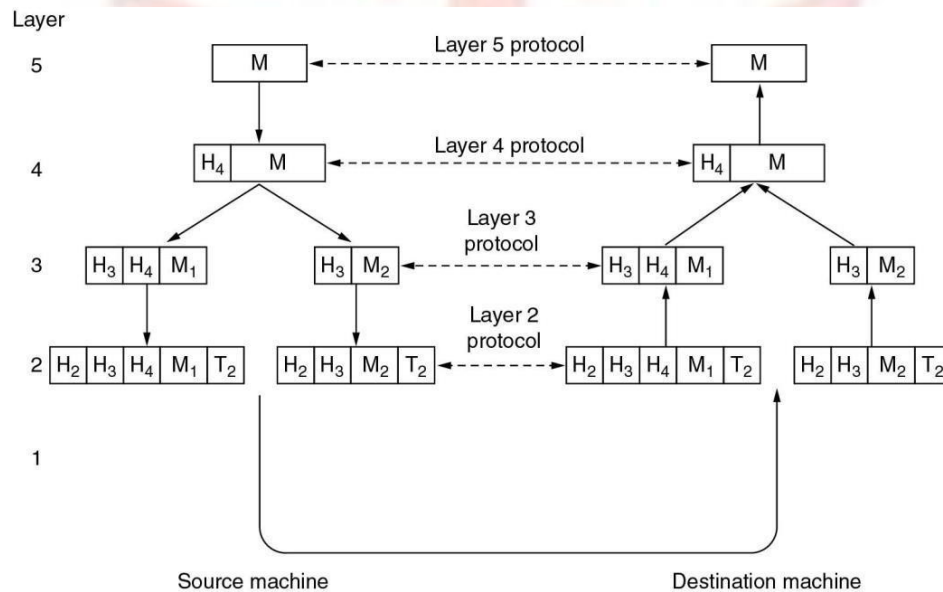 Layer
5
M
Layer 5 protocol
M
4
H₄ M
Layer 4 protocol
H₄ M
3
H₃ H₄ M₁
H₃ M₂
Layer 3
protocol
H₃ H₄ M₁
H₃ M₂
2
H₂ H₃ H₄ M₁ T₂
H₂ H₃ M₂ T₂
Layer 2
protocol
H₂ H₃ H₄ M₁ T₂
H₂ H₃ M₂ T₂
1
Source machine
Destination machine